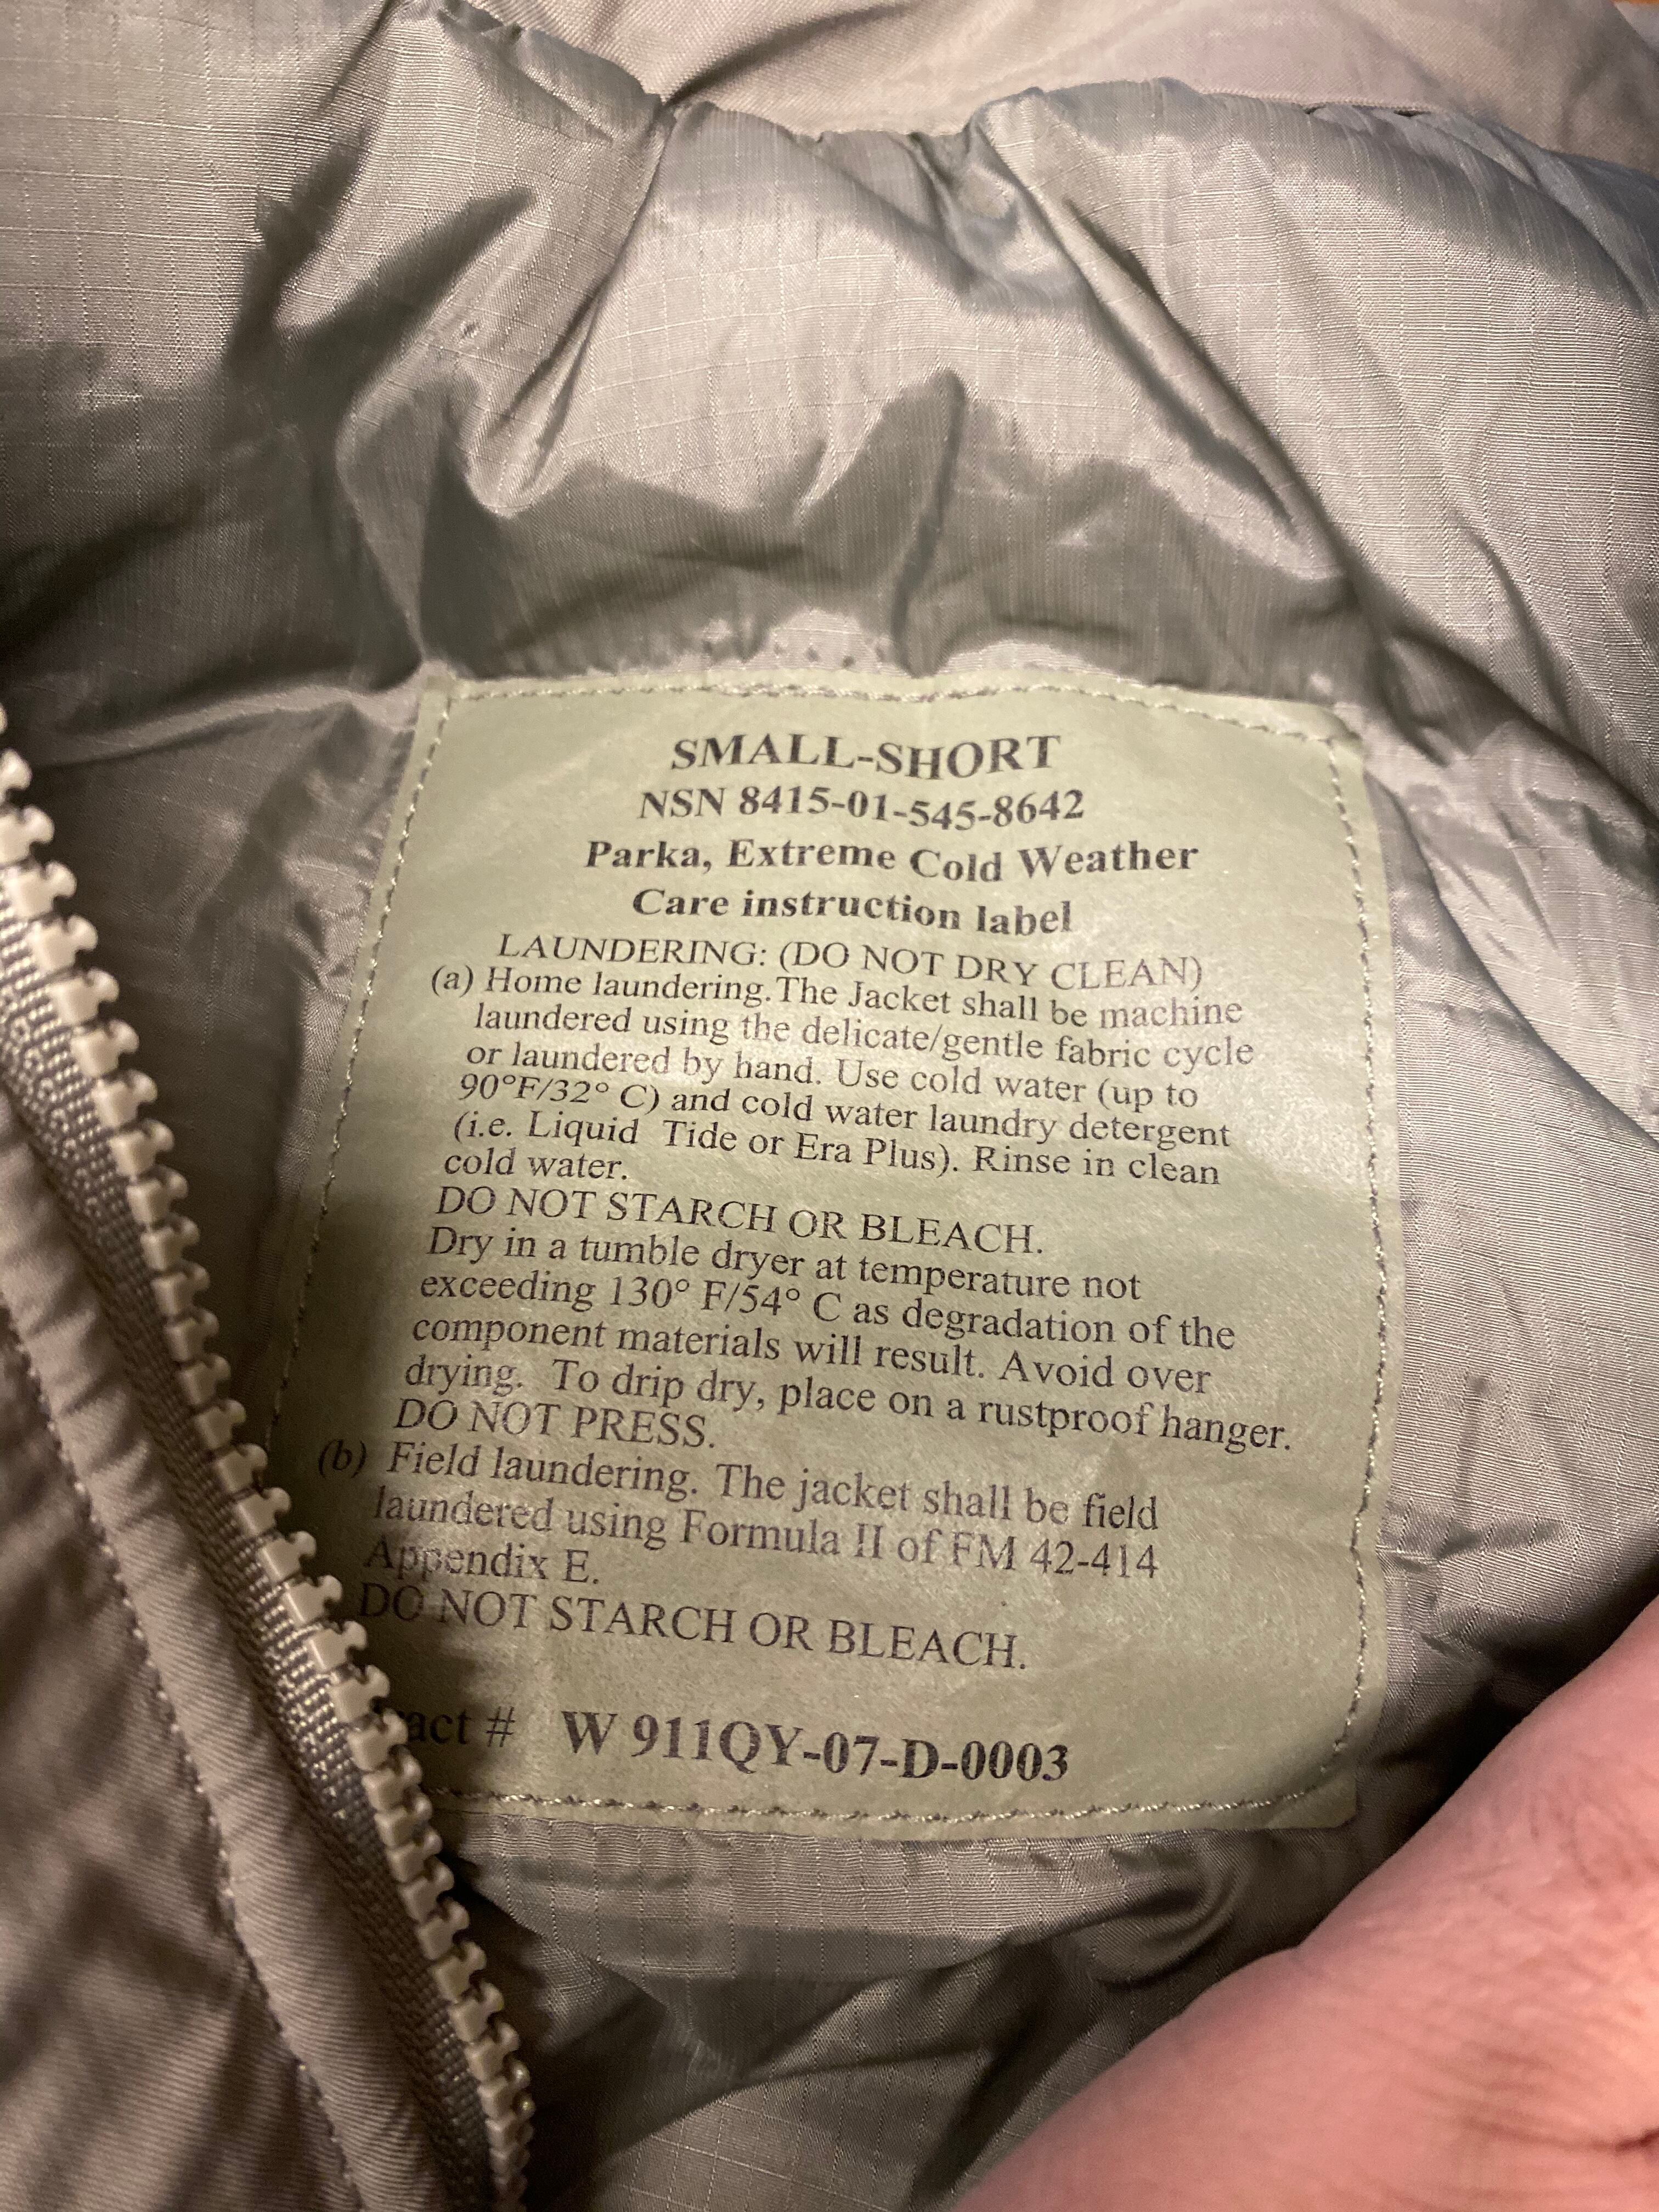 SMALL-SHORT
NSN 8415-01-545-8642
Parka, Extreme Cold Weather
Care instruction label
LAUNDERING: (DO NOT DRY CLEAN)
(a) Home laundering.The Jacket shall be machine
laundered using the delicate/gentle fabric cycle
or laundered by hand. Use cold water (up to
90°F/32° C) and cold water laundry detergent
(i.e. Liquid Tide or Era Plus). Rinse in clean
cold water.
DO NOT STARCH OR BLEACH.
Dry in a tumble dryer at temperature not
exceeding 130° F/54° C as degradation of the
component materials will result. Avoid over
drying. To drip dry, place on a rustproof hanger.
DO NOT PRESS.
(b) Field laundering. The jacket shall be field
laundered using Formula II of FM 42-414
Appendix E.
DO NOT STARCH OR BLEACH.
# W 911QY-07-D-0003